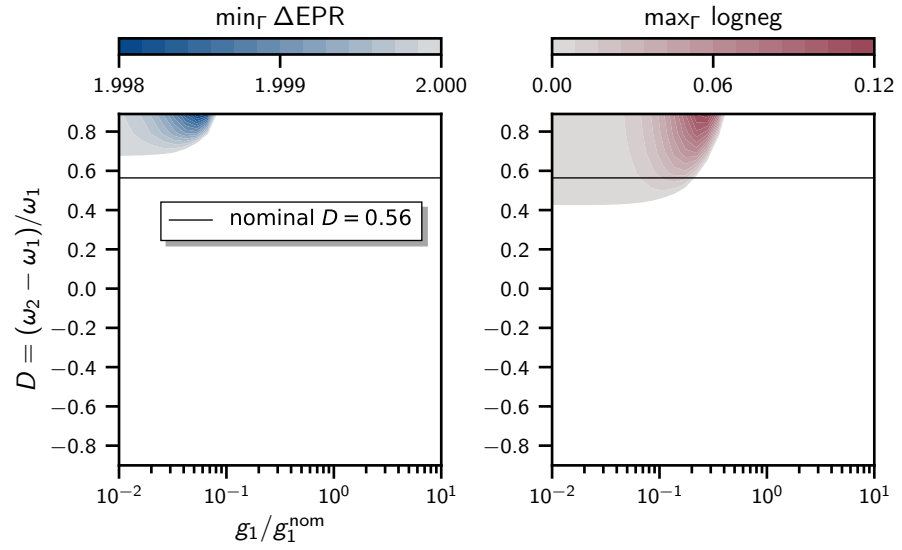 min_Γ ΔEPR
max_Γ logneg
1.998 1.999 2.000
0.00 0.06 0.12
D = (ω₂ − ω₁)/ω₁
0.8
0.6
0.4
0.2
0.0
−0.2
−0.4
−0.6
−0.8
nominal D = 0.56
10⁻² 10⁻¹ 10⁰ 10¹
g₁/g₁ⁿᵒᵐ
0.8
0.6
0.4
0.2
0.0
−0.2
−0.4
−0.6
−0.8
10⁻² 10⁻¹ 10⁰ 10¹